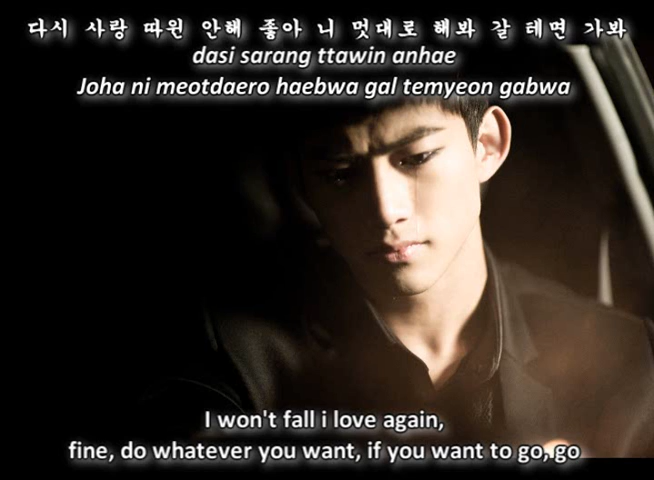 다시 사랑 따윈 안해 좋아 니 멋대로 해봐 갈 테면 가봐
dasi sarang ttawin anhae
Joha ni meotdaero haebwa gal temyeon gabwa
I won't fall i love again,
fine, do whatever you want, if you want to go, go